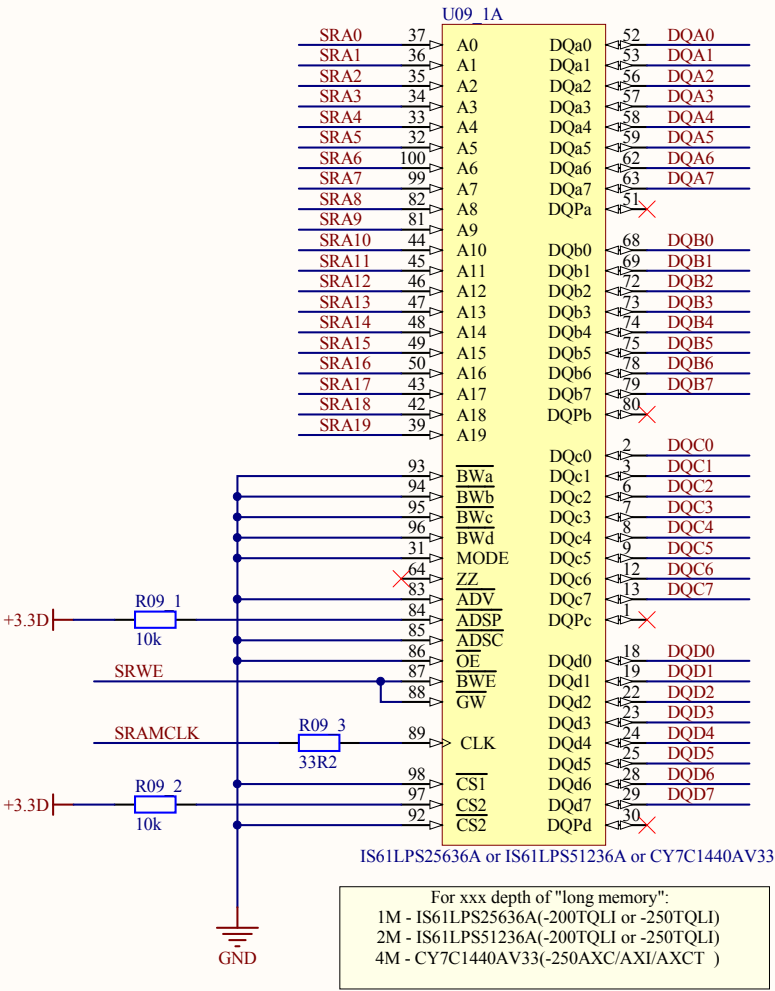 U09_1A
SRA0 37 A0 DQa0 52 DQA0
SRA1 36 A1 DQa1 53 DQA1
SRA2 35 A2 DQa2 56 DQA2
SRA3 34 A3 DQa3 57 DQA3
SRA4 33 A4 DQa4 58 DQA4
SRA5 32 A5 DQa5 59 DQA5
SRA6 100 A6 DQa6 62 DQA6
SRA7 99 A7 DQa7 63 DQA7
SRA8 82 A8 DQPa 51
SRA9 81 A9
SRA10 44 A10 DQb0 68 DQB0
SRA11 45 A11 DQb1 69 DQB1
SRA12 46 A12 DQb2 72 DQB2
SRA13 47 A13 DQb3 73 DQB3
SRA14 48 A14 DQb4 74 DQB4
SRA15 49 A15 DQb5 75 DQB5
SRA16 50 A16 DQb6 78 DQB6
SRA17 43 A17 DQb7 79 DQB7
SRA18 42 A18 DQPb 80
SRA19 39 A19
DQc0 2 DQC0
93 BWa DQc1 3 DQC1
94 BWb DQc2 6 DQC2
95 BWc DQc3 7 DQC3
96 BWd DQc4 8 DQC4
31 MODE DQc5 9 DQC5
64 ZZ DQc6 12 DQC6
83 ADV DQc7 13 DQC7
+3.3D R09_1 10k 84 ADSP DQPc 1
85 ADSC
86 OE DQd0 18 DQD0
SRWE 87 BWE DQd1 19 DQD1
88 GW DQd2 22 DQD2
DQd3 23 DQD3
SRAMCLK R09_3 33R2 89 CLK DQd4 24 DQD4
DQd5 25 DQD5
98 CS1 DQd6 28 DQD6
+3.3D R09_2 10k 97 CS2 DQd7 29 DQD7
92 CS2 DQPd 30
IS61LPS25636A or IS61LPS51236A or CY7C1440AV33
For xxx depth of "long memory":
1M - IS61LPS25636A(-200TQLI or -250TQLI)
2M - IS61LPS51236A(-200TQLI or -250TQLI)
4M - CY7C1440AV33(-250AXC/AXI/AXCT )
GND